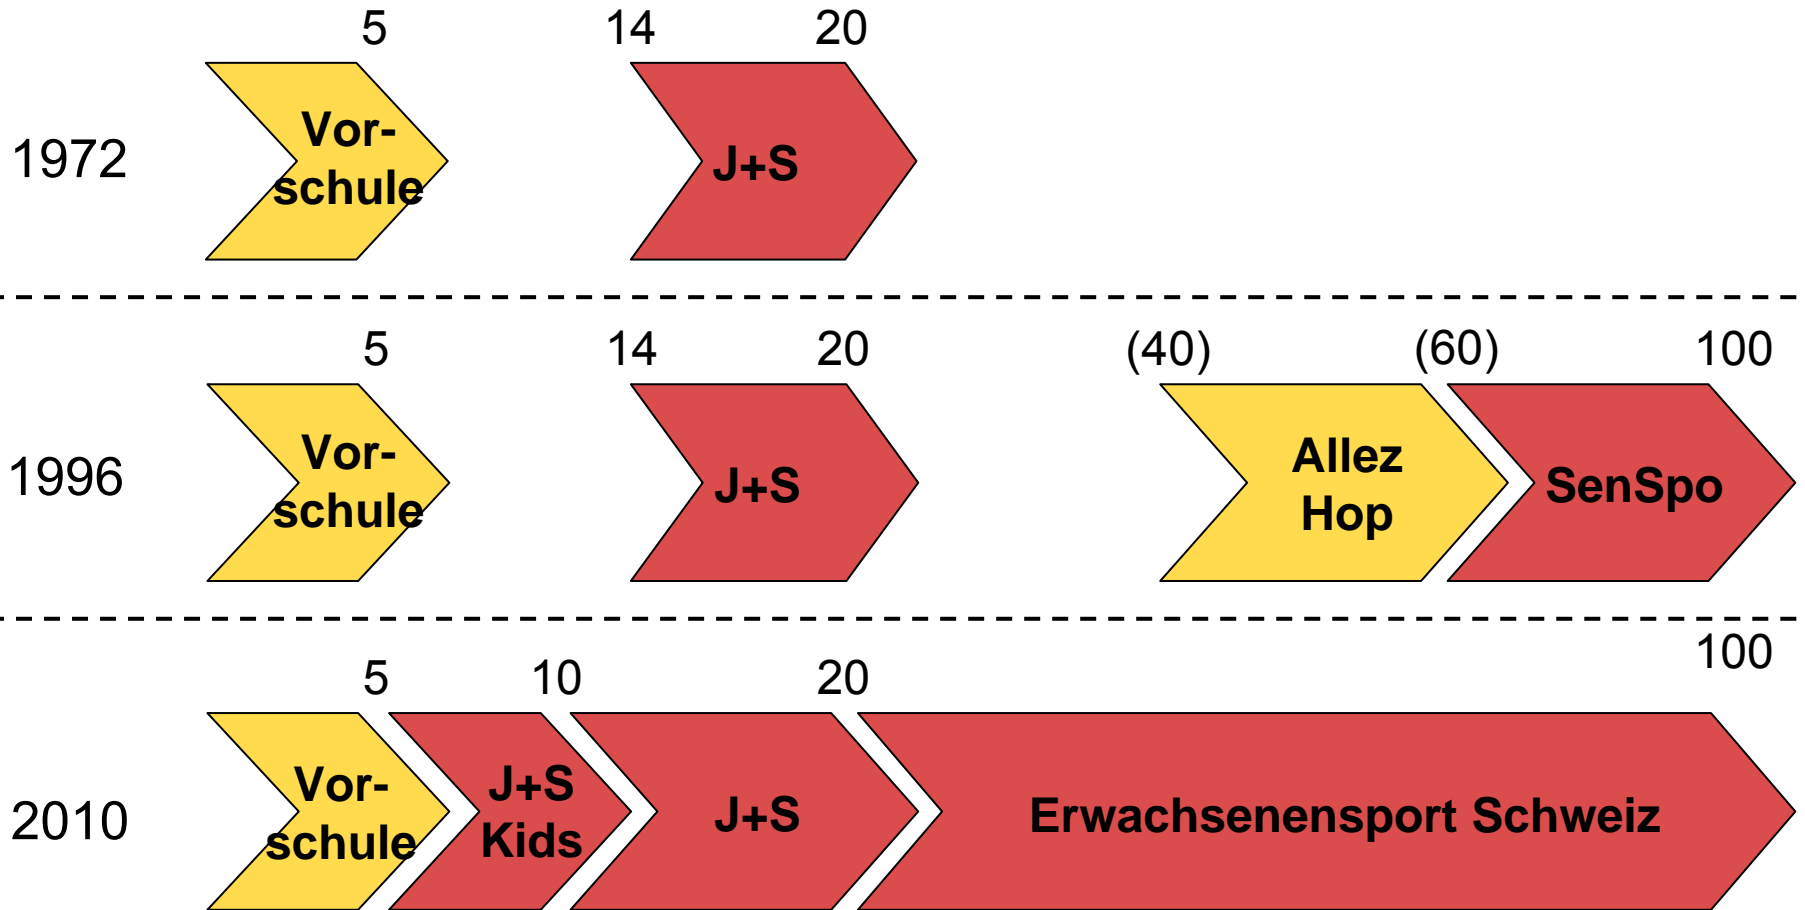 5 14 20
1972
Vor-
schule
J+S
5 14 20 (40) (60) 100
1996
Vor-
schule
J+S
Allez
Hop
SenSpo
5 10 20 100
2010
Vor-
schule
J+S
Kids
J+S
Erwachsenensport Schweiz